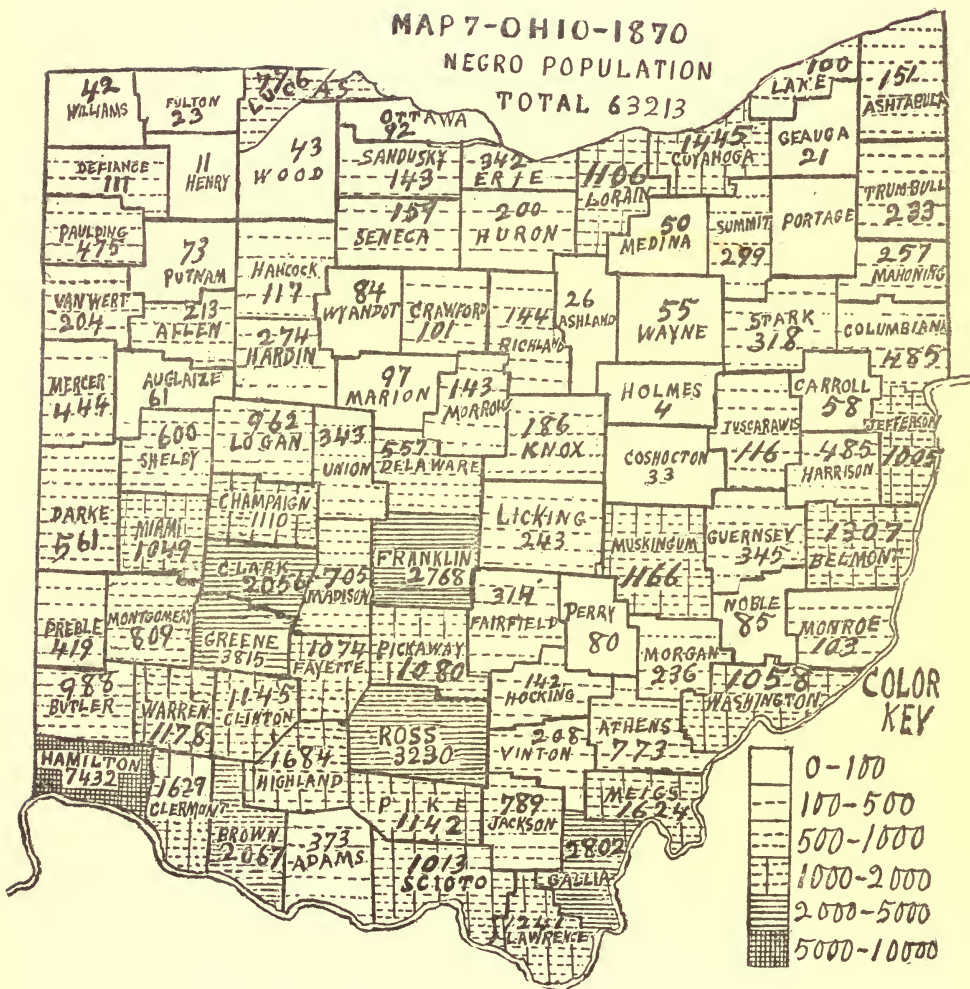 MAP 7-OHIO-1870
NEGRO POPULATION
TOTAL 63213
42
WILLIAMS
FULTON
23
776
LUCAS
OTTAWA
92
100
LAKE
151
ASHTABULA
DEFIANCE
111
11
HENRY
43
WOOD
SANDUSKY
143
342
ERIE
1106
LORAIN
1445
CUYAHOGA
GEAUGA
21
TRUMBULL
233
PAULDING
475
73
PUTNAM
HANCOCK
117
159
SENECA
200
HURON
50
MEDINA
SUMMIT
299
PORTAGE
257
MAHONING
VAN WERT
204
213
ALLEN
274
HARDIN
84
WYANDOT
CRAWFORD
101
144
RICHLAND
26
ASHLAND
55
WAYNE
STARK
318
COLUMBIANA
485
MERCER
444
AUGLAIZE
61
97
MARION
143
MORROW
HOLMES
4
CARROLL
58
JEFFERSON
1005
600
SHELBY
962
LOGAN
343
UNION
557
DELAWARE
186
KNOX
COSHOCTON
33
TUSCARAWIS
116
485
HARRISON
DARKE
561
MIAMI
1049
CHAMPAIGN
1110
CLARK
2056
705
MADISON
FRANKLIN
2768
LICKING
243
MUSKINGUM
1166
GUERNSEY
345
1307
BELMONT
PREBLE
419
MONTGOMERY
809
GREENE
3815
1074
FAYETTE
PICKAWAY
1080
314
FAIRFIELD
PERRY
80
MORGAN
236
NOBLE
85
MONROE
103
988
BUTLER
WARREN
1178
1145
CLINTON
1684
HIGHLAND
ROSS
3230
142
HOCKING
208
VINTON
ATHENS
773
1058
WASHINGTON
HAMILTON
7432
1629
CLERMONT
BROWN
2067
373
ADAMS
PIKE
1142
789
JACKSON
MEIGS
1624
1013
SCIOTO
2802
GALLIA
1241
LAWRENCE
COLOR
KEY
0-100
100-500
500-1000
1000-2000
2000-5000
5000-10000